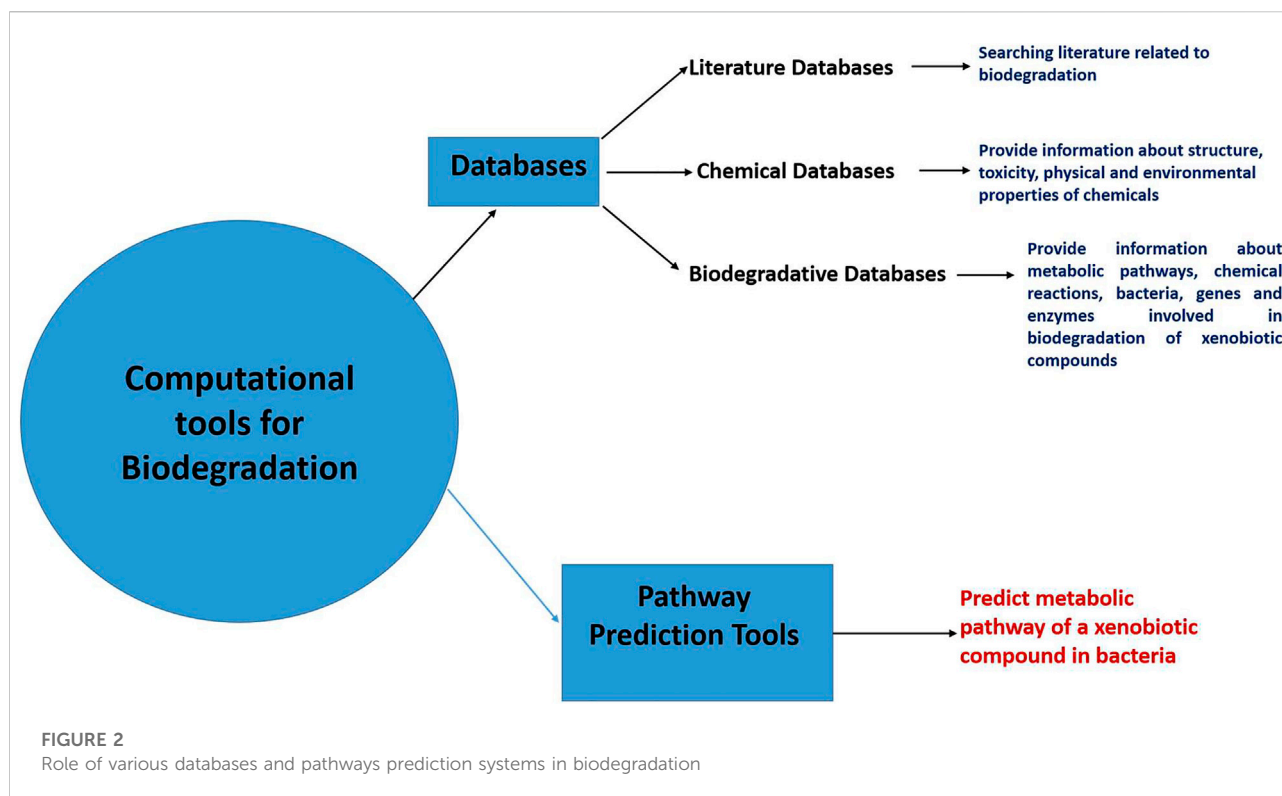 Literature Databases
Searching literature related to
biodegradation
Databases
Chemical Databases
Provide information about structure,
toxicity, physical and environmental
properties of chemicals
Biodegradative Databases
Provide information about
metabolic pathways, chemical
reactions, bacteria, genes and
enzymes involved in
biodegradation of xenobiotic
compounds
Computational
tools for
Biodegradation
Pathway
Prediction Tools
Predict metabolic
pathway of a xenobiotic
compound in bacteria
FIGURE 2
Role of various databases and pathways prediction systems in biodegradation